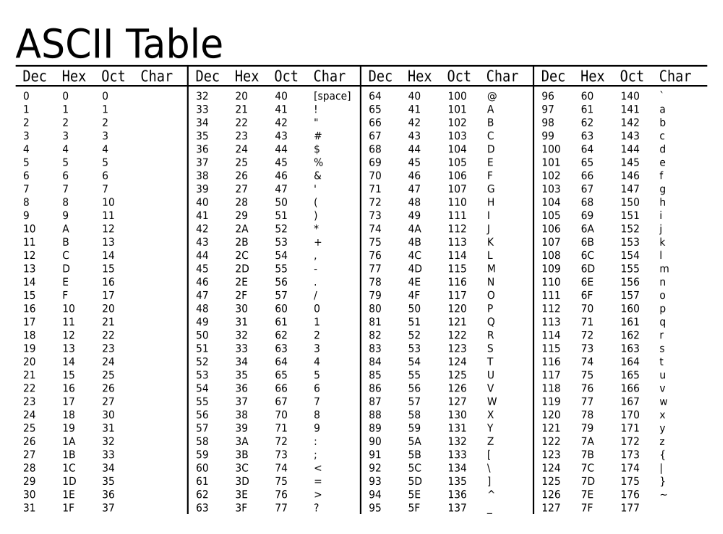 ASCII Table
Dec Hex Oct Char Dec Hex Oct Char Dec Hex Oct Char Dec Hex Oct Char
0 0 0 32 20 40 [space] 64 40 100 @ 96 60 140 `
1 1 1 33 21 41 ! 65 41 101 A 97 61 141 a
2 2 2 34 22 42 " 66 42 102 B 98 62 142 b
3 3 3 35 23 43 # 67 43 103 C 99 63 143 c
4 4 4 36 24 44 $ 68 44 104 D 100 64 144 d
5 5 5 37 25 45 % 69 45 105 E 101 65 145 e
6 6 6 38 26 46 & 70 46 106 F 102 66 146 f
7 7 7 39 27 47 ' 71 47 107 G 103 67 147 g
8 8 10 40 28 50 ( 72 48 110 H 104 68 150 h
9 9 11 41 29 51 ) 73 49 111 I 105 69 151 i
10 A 12 42 2A 52 * 74 4A 112 J 106 6A 152 j
11 B 13 43 2B 53 + 75 4B 113 K 107 6B 153 k
12 C 14 44 2C 54 , 76 4C 114 L 108 6C 154 l
13 D 15 45 2D 55 - 77 4D 115 M 109 6D 155 m
14 E 16 46 2E 56 . 78 4E 116 N 110 6E 156 n
15 F 17 47 2F 57 / 79 4F 117 O 111 6F 157 o
16 10 20 48 30 60 0 80 50 120 P 112 70 160 p
17 11 21 49 31 61 1 81 51 121 Q 113 71 161 q
18 12 22 50 32 62 2 82 52 122 R 114 72 162 r
19 13 23 51 33 63 3 83 53 123 S 115 73 163 s
20 14 24 52 34 64 4 84 54 124 T 116 74 164 t
21 15 25 53 35 65 5 85 55 125 U 117 75 165 u
22 16 26 54 36 66 6 86 56 126 V 118 76 166 v
23 17 27 55 37 67 7 87 57 127 W 119 77 167 w
24 18 30 56 38 70 8 88 58 130 X 120 78 170 x
25 19 31 57 39 71 9 89 59 131 Y 121 79 171 y
26 1A 32 58 3A 72 : 90 5A 132 Z 122 7A 172 z
27 1B 33 59 3B 73 ; 91 5B 133 [ 123 7B 173 {
28 1C 34 60 3C 74 < 92 5C 134 \ 124 7C 174 |
29 1D 35 61 3D 75 = 93 5D 135 ] 125 7D 175 }
30 1E 36 62 3E 76 > 94 5E 136 ^ 126 7E 176 ~
31 1F 37 63 3F 77 ? 95 5F 137 _ 127 7F 177